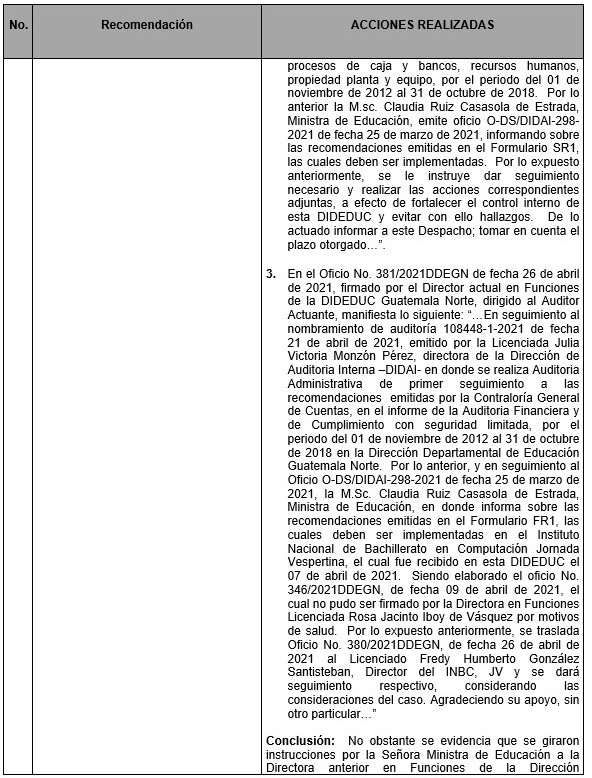 No. Recomendación ACCIONES REALIZADAS
procesos de caja y bancos, recursos humanos,
propiedad planta y equipo, por el periodo del 01 de
noviembre de 2012 al 31 de octubre de 2018. Por lo
anterior la M.sc. Claudia Ruiz Casasola de Estrada,
Ministra de Educación, emite oficio O-DS/DIDAI-298-
2021 de fecha 25 de marzo de 2021, informando sobre
las recomendaciones emitidas en el Formulario SR1,
las cuales deben ser implementadas. Por lo expuesto
anteriormente, se le instruye dar seguimiento
necesario y realizar las acciones correspondientes
adjuntas, a efecto de fortalecer el control interno de
esta DIDEDUC y evitar con ello hallazgos. De lo
actuado informar a este Despacho; tomar en cuenta el
plazo otorgado…”.
3. En el Oficio No. 381/2021DDEGN de fecha 26 de abril
de 2021, firmado por el Director actual en Funciones
de la DIDEDUC Guatemala Norte, dirigido al Auditor
Actuante, manifiesta lo siguiente: “…En seguimiento al
nombramiento de auditoría 108448-1-2021 de fecha
21 de abril de 2021, emitido por la Licenciada Julia
Victoria Monzón Pérez, directora de la Dirección de
Auditoria Interna –DIDAI- en donde se realiza Auditoria
Administrativa de primer seguimiento a las
recomendaciones emitidas por la Contraloría General
de Cuentas, en el informe de la Auditoria Financiera y
de Cumplimiento con seguridad limitada, por el
periodo del 01 de noviembre de 2012 al 31 de octubre
de 2018 en la Dirección Departamental de Educación
Guatemala Norte. Por lo anterior, y en seguimiento al
Oficio O-DS/DIDAI-298-2021 de fecha 25 de marzo de
2021, la M.Sc. Claudia Ruiz Casasola de Estrada,
Ministra de Educación, en donde informa sobre las
recomendaciones emitidas en el Formulario FR1, las
cuales deben ser implementadas en el Instituto
Nacional de Bachillerato en Computación Jornada
Vespertina, el cual fue recibido en esta DIDEDUC el
07 de abril de 2021. Siendo elaborado el oficio No.
346/2021DDEGN, de fecha 09 de abril de 2021, el
cual no pudo ser firmado por la Directora en Funciones
Licenciada Rosa Jacinto Iboy de Vásquez por motivos
de salud. Por lo expuesto anteriormente, se traslada
Oficio No. 380/2021DDEGN, de fecha 26 de abril de
2021 al Licenciado Fredy Humberto González
Santisteban, Director del INBC, JV y se dará
seguimiento respectivo, considerando las
consideraciones del caso. Agradeciendo su apoyo, sin
otro particular…”
Conclusión: No obstante se evidencia que se giraron
instrucciones por la Señora Ministra de Educación a la
Directora anterior en Funciones de la Dirección